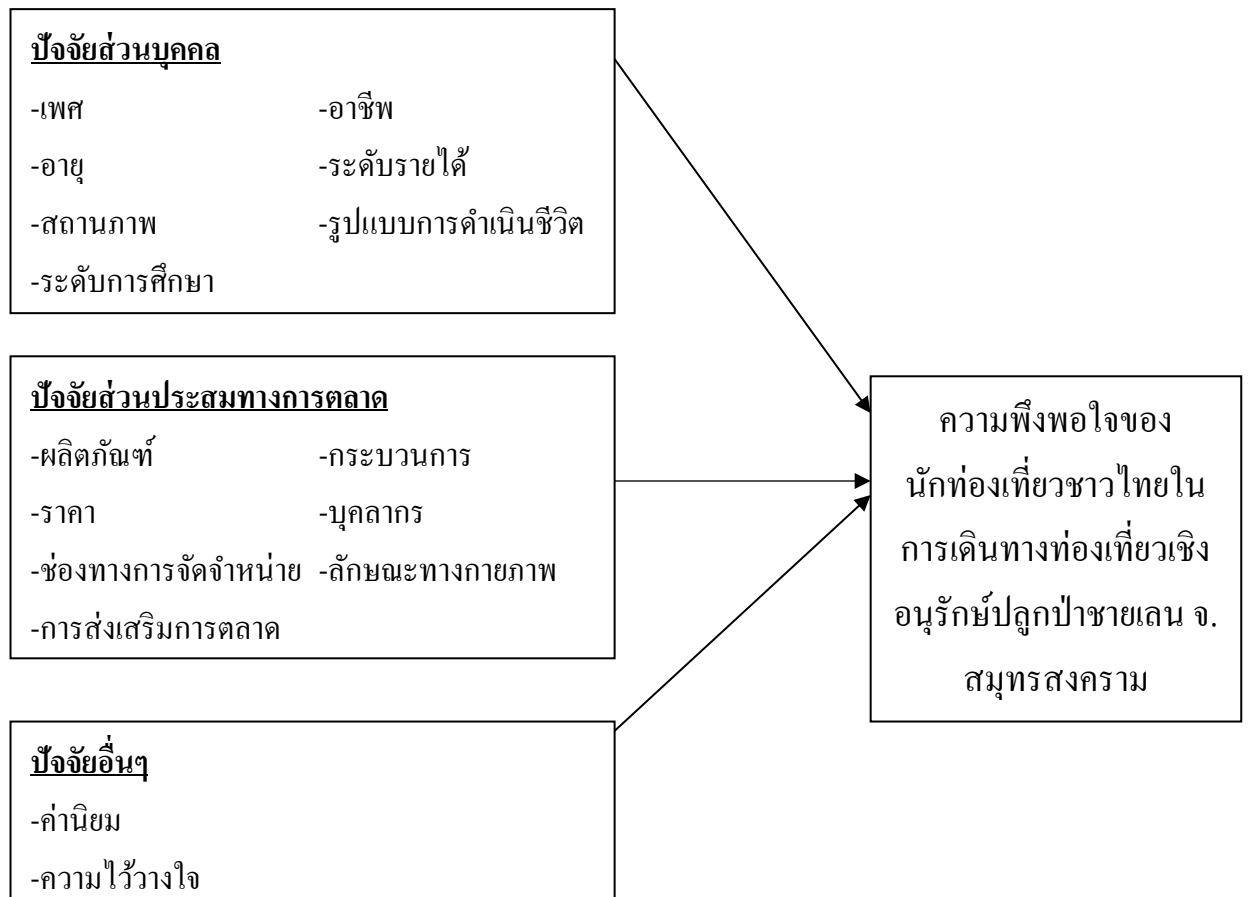 ปัจจัยส่วนบุคคล
-เพศ -อาชีพ
-อายุ -ระดับรายได้
-สถานภาพ -รูปแบบการดำเนินชีวิต
-ระดับการศึกษา
ปัจจัยส่วนประสมทางการตลาด
-ผลิตภัณฑ์ -กระบวนการ
-ราคา -บุคลากร
-ช่องทางการจัดจำหน่าย -ลักษณะทางกายภาพ
-การส่งเสริมการตลาด
ปัจจัยอื่นๆ
-ค่านิยม
-ความไว้วางใจ
ความพึงพอใจของ
นักท่องเที่ยวชาวไทยใน
การเดินทางท่องเที่ยวเชิง
อนุรักษ์ปลูกป่าชายเลน จ.
สมุทรสงคราม